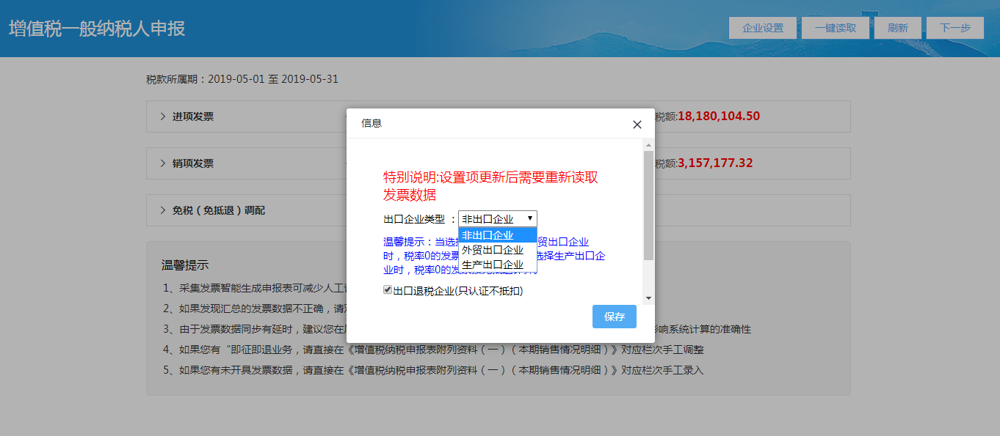 增值税一般纳税人申报
企业设置
一键读取
刷新
下一步
税款所属期：2019-05-01 至 2019-05-31
进项发票
税额:18,180,104.50
销项发票
税额:3,157,177.32
免税（免抵退）调配
信息
特别说明:设置项更新后需要重新读取
发票数据
出口企业类型 ：
非出口企业
非出口企业
外贸出口企业
生产出口企业
温馨提示：当选 贸出口企业
时，税率0的发票 选择生产出口企
业时，税率0的发
出口退税企业(只认证不抵扣)
保存
温馨提示
1、采集发票智能生成申报表可减少人工
2、如果发现汇总的发票数据不正确，请
3、由于发票数据同步有延时，建议您在 影响系统计算的准确性
4、如果您有“即征即退业务，请直接在《增值税纳税申报表附列资料（一）（本期销售情况明细）》对应栏次手工调整
5、如果您有未开具发票数据，请直接在《增值税纳税申报表附列资料（一）（本期销售情况明细）》对应栏次手工录入